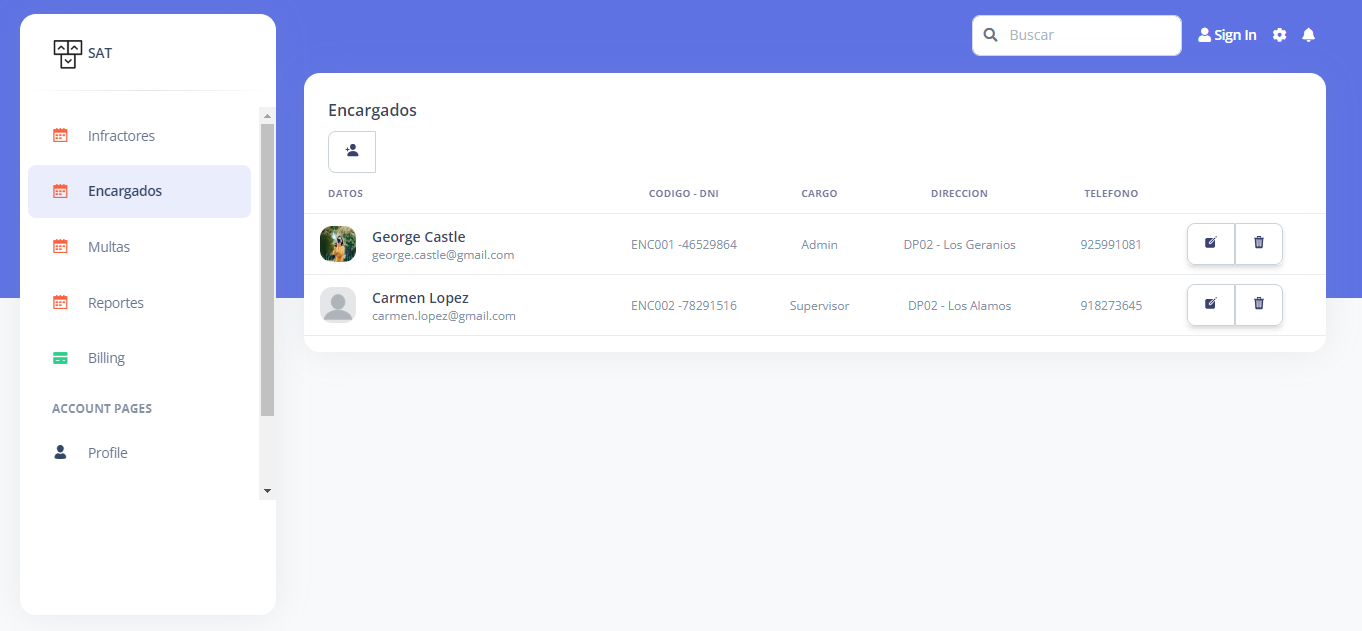 SAT
Infractores
Encargados
Multas
Reportes
Billing
ACCOUNT PAGES
Profile
Buscar
Sign In
Encargados
DATOS CODIGO - DNI CARGO DIRECCION TELEFONO
George Castle
george.castle@gmail.com
ENC001 -46529864 Admin DP02 - Los Geranios 925991081
Carmen Lopez
carmen.lopez@gmail.com
ENC002 -78291516 Supervisor DP02 - Los Alamos 918273645